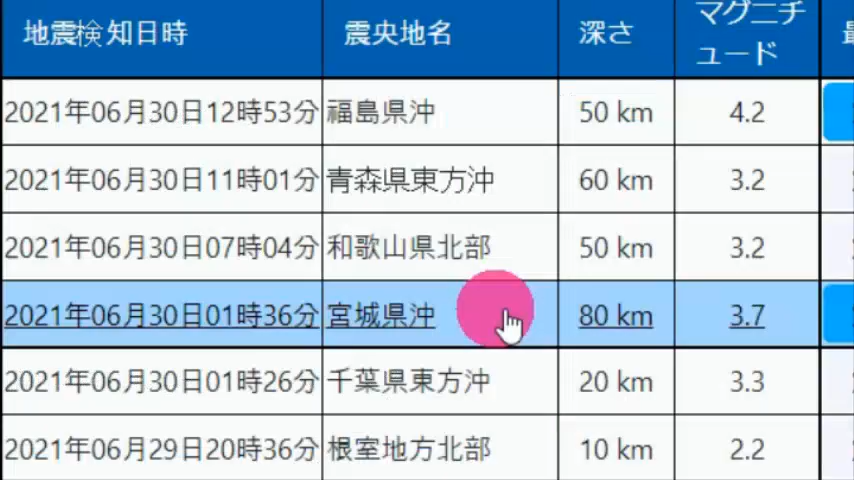 地震検知日時 震央地名 深さ マグニチュード
2021年06月30日12時53分 福島県沖 50 km 4.2
2021年06月30日11時01分 青森県東方沖 60 km 3.2
2021年06月30日07時04分 和歌山県北部 50 km 3.2
2021年06月30日01時36分 宮城県沖 80 km 3.7
2021年06月30日01時26分 千葉県東方沖 20 km 3.3
2021年06月29日20時36分 根室地方北部 10 km 2.2